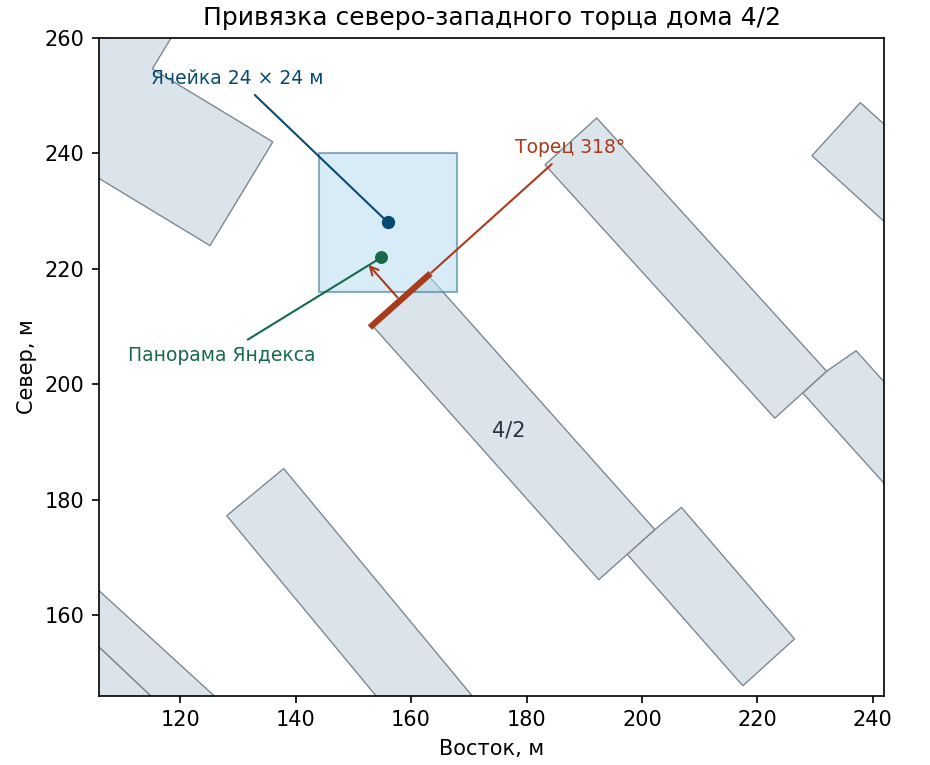 Привязка северо-западного торца дома 4/2
260
240
220
200
180
160
Север, м
Ячейка 24 × 24 м
Торец 318°
Панорама Яндекса
4/2
120
140
160
180
200
220
240
Восток, м